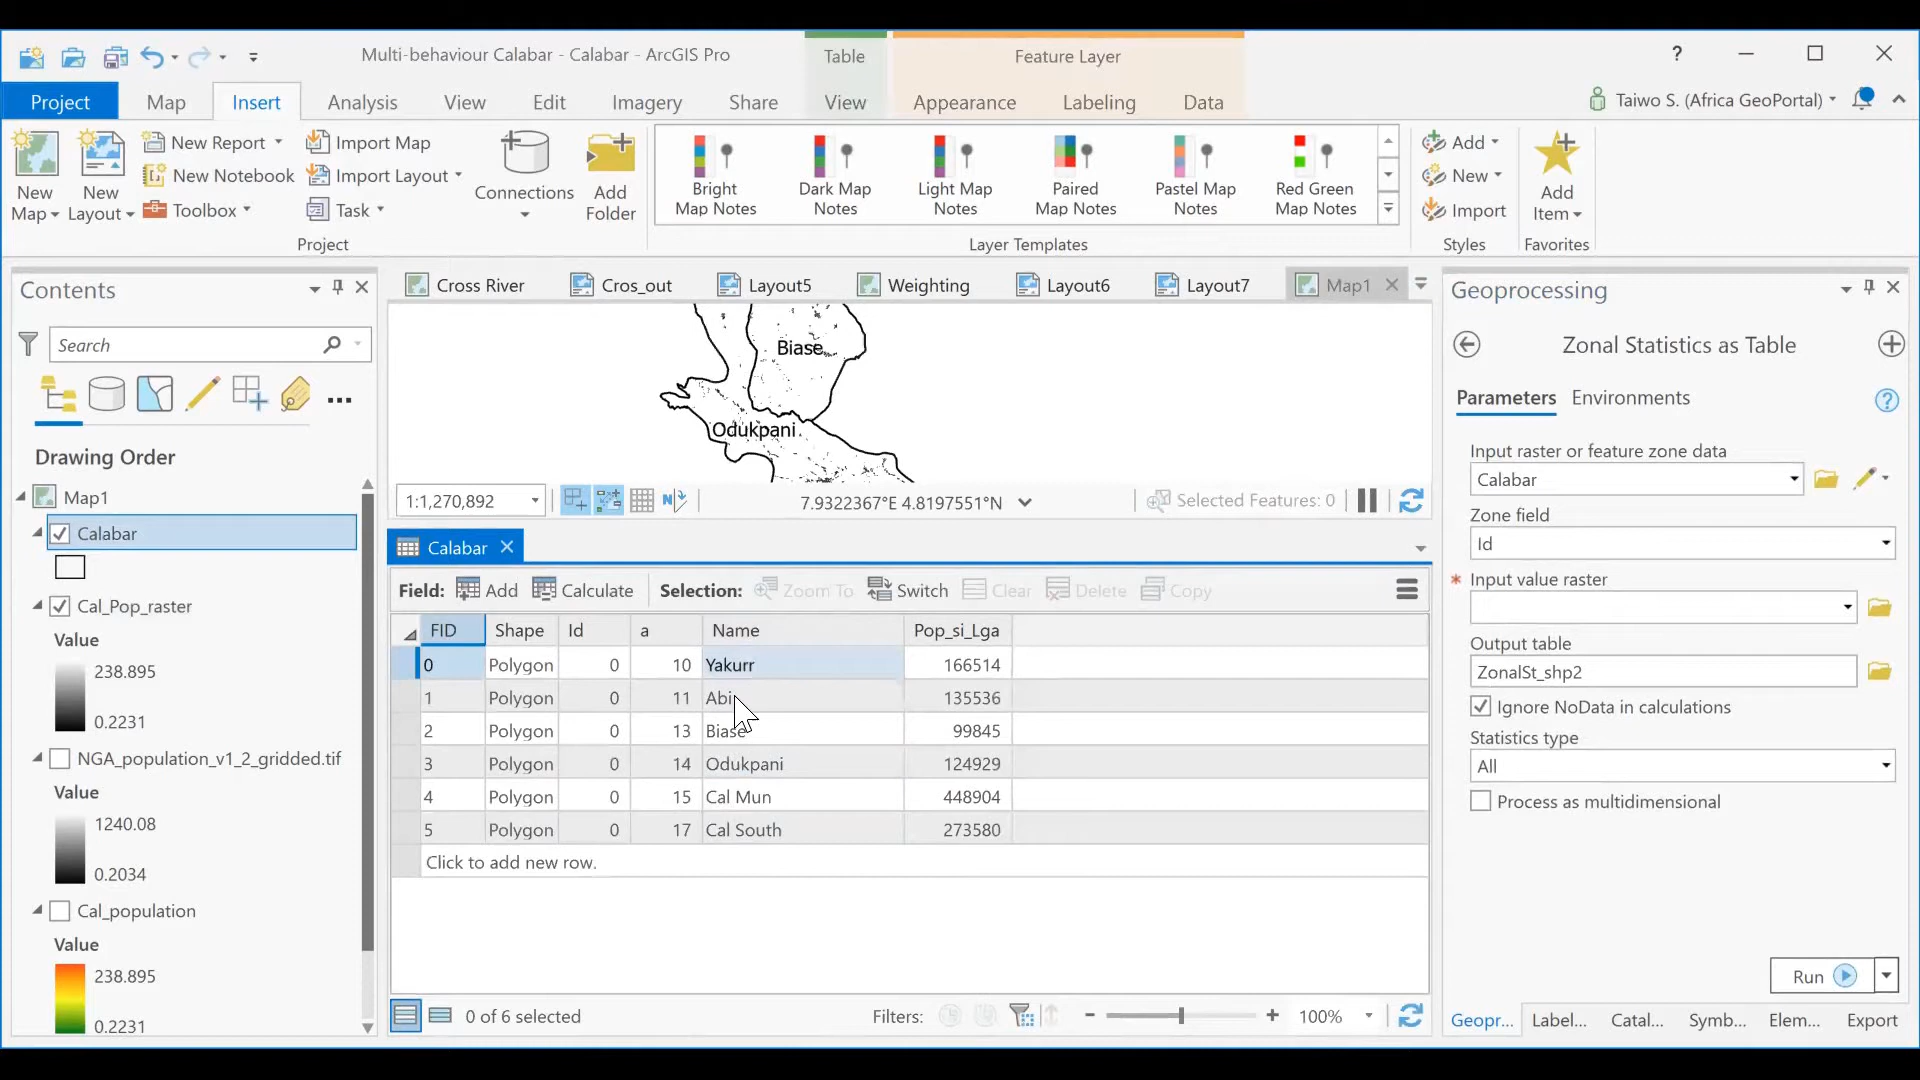 Multi-behaviour Calabar - Calabar - ArcGIS Pro
Table
Feature Layer
?
Project
Map
Insert
Analysis
View
Edit
Imagery
Share
View
Appearance
Labeling
Data
Taiwo S. (Africa GeoPortal)
New Map
New Layout
New Report
New Notebook
Toolbox
Import Map
Import Layout
Task
Connections
Add Folder
Project
Bright Map Notes
Dark Map Notes
Light Map Notes
Paired Map Notes
Pastel Map Notes
Red Green Map Notes
Layer Templates
Add
New
Import
Styles
Add Item
Favorites
Contents
Search
Drawing Order
Map1
Calabar
Cal_Pop_raster
Value
238.895
0.2231
NGA_population_v1_2_gridded.tif
Value
1240.08
0.2034
Cal_population
Value
238.895
0.2231
Cross River
Cros_out
Layout5
Weighting
Layout6
Layout7
Map1
Biase
Odukpani
1:1,270,892
N
7.9322367°E 4.8197551°N
Selected Features: 0
Calabar
Field: Add Calculate Selection: Zoom To Switch Clear Delete Copy
FID Shape Id a Name Pop_si_Lga
0 Polygon 0 10 Yakurr 166514
1 Polygon 0 11 Abi 135536
2 Polygon 0 13 Biase 99845
3 Polygon 0 14 Odukpani 124929
4 Polygon 0 15 Cal Mun 448904
5 Polygon 0 17 Cal South 273580
Click to add new row.
0 of 6 selected
Filters:
100%
Geoprocessing
Zonal Statistics as Table
Parameters Environments
?
Input raster or feature zone data
Calabar
Zone field
Id
* Input value raster
Output table
ZonalSt_shp2
Ignore NoData in calculations
Statistics type
All
Process as multidimensional
Run
Geopr... Label... Catal... Symb... Elem... Export